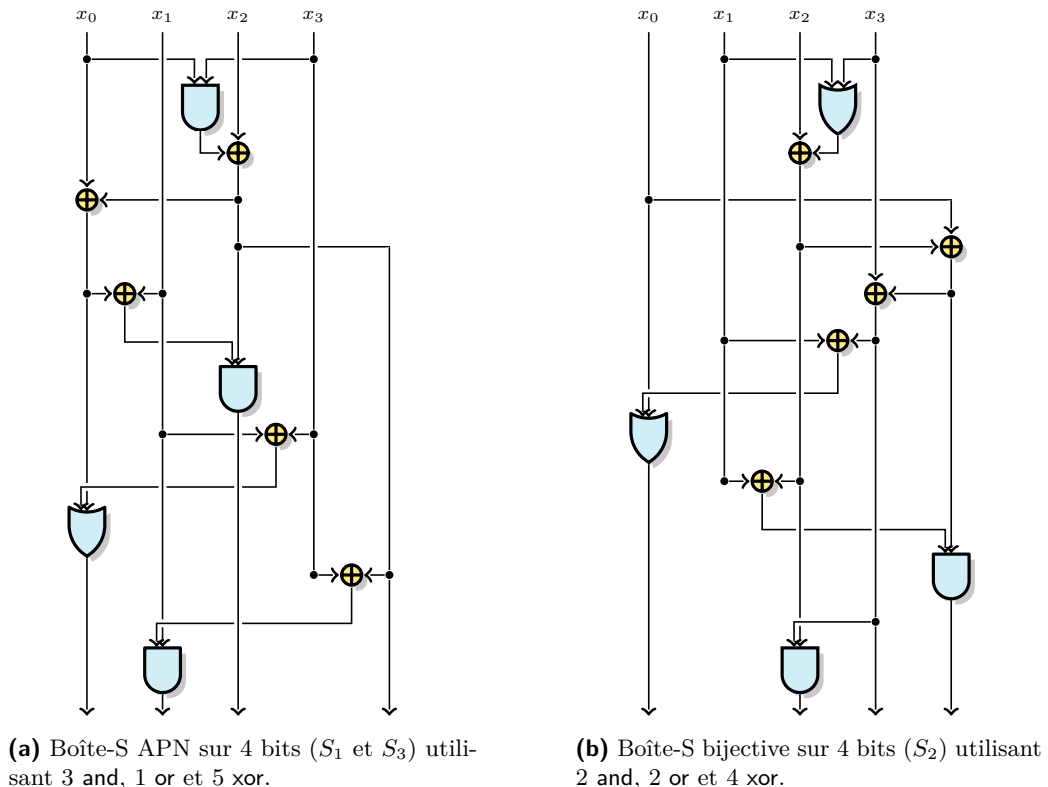 x0 x1 x2 x3
x0 x1 x2 x3
(a) Boîte-S APN sur 4 bits (S1 et S3) utili-
sant 3 and, 1 or et 5 xor.
(b) Boîte-S bijective sur 4 bits (S2) utilisant
2 and, 2 or et 4 xor.